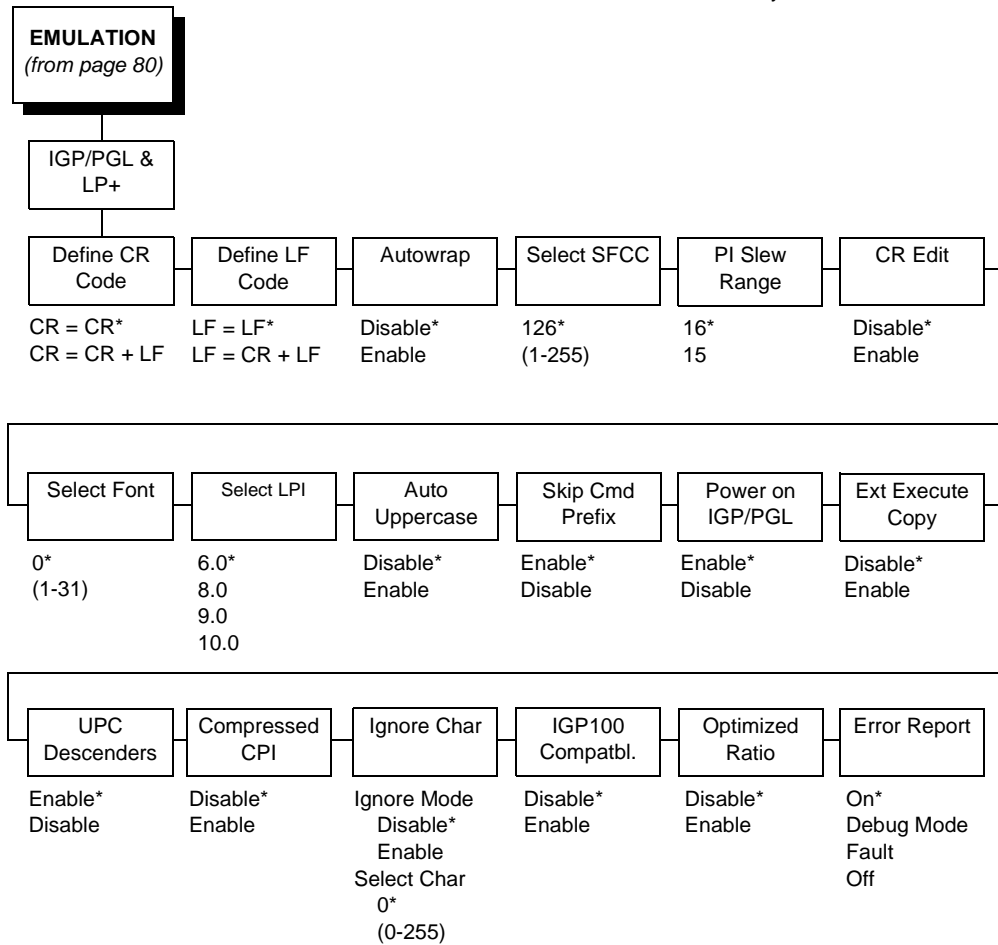 EMULATION
(from page 80)
IGP/PGL &
LP+
Define CR
Code
CR = CR*
CR = CR + LF
Define LF
Code
LF = LF*
LF = CR + LF
Autowrap
Disable*
Enable
Select SFCC
126*
(1-255)
PI Slew
Range
16*
15
CR Edit
Disable*
Enable
Select Font
0*
(1-31)
Select LPI
6.0*
8.0
9.0
10.0
Auto
Uppercase
Disable*
Enable
Skip Cmd
Prefix
Enable*
Disable
Power on
IGP/PGL
Enable*
Disable
Ext Execute
Copy
Disable*
Enable
UPC
Descenders
Enable*
Disable
Compressed
CPI
Disable*
Enable
Ignore Char
Ignore Mode
Disable*
Enable
Select Char
0*
(0-255)
IGP100
Compatbl.
Disable*
Enable
Optimized
Ratio
Disable*
Enable
Error Report
On*
Debug Mode
Fault
Off